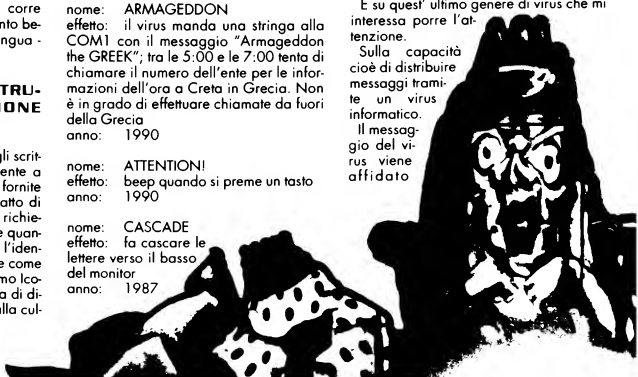 corre
nto be-
ngua -
TRU-
IONE
gli scrit-
ente a
fornite
atto di
richie-
e quan-
l'iden-
e come
mo Ico-
a di di-
alla cul-
nome: ARMAGEDDON
effetto: il virus manda una stringa alla
COM1 con il messaggio "Armageddon
the GREEK"; tra le 5:00 e le 7:00 tenta di
chiamare il numero dell'ente per le infor-
mazioni dell'ora a Creta in Grecia. Non
è in grado di effettuare chiamate da fuori
della Grecia
anno: 1990
nome: ATTENTION!
effetto: beep quando si preme un tasto
anno: 1990
nome: CASCADE
effetto: fa cascare le
lettere verso il basso
del monitor
anno: 1987
E su quest' ultimo genere di virus che mi
interessa porre l'at-
tenzione.
Sulla capacità
cioè di distribuire
messaggi trami-
te un virus
informatico.
Il messag-
gio del vi-
rus viene
affidato